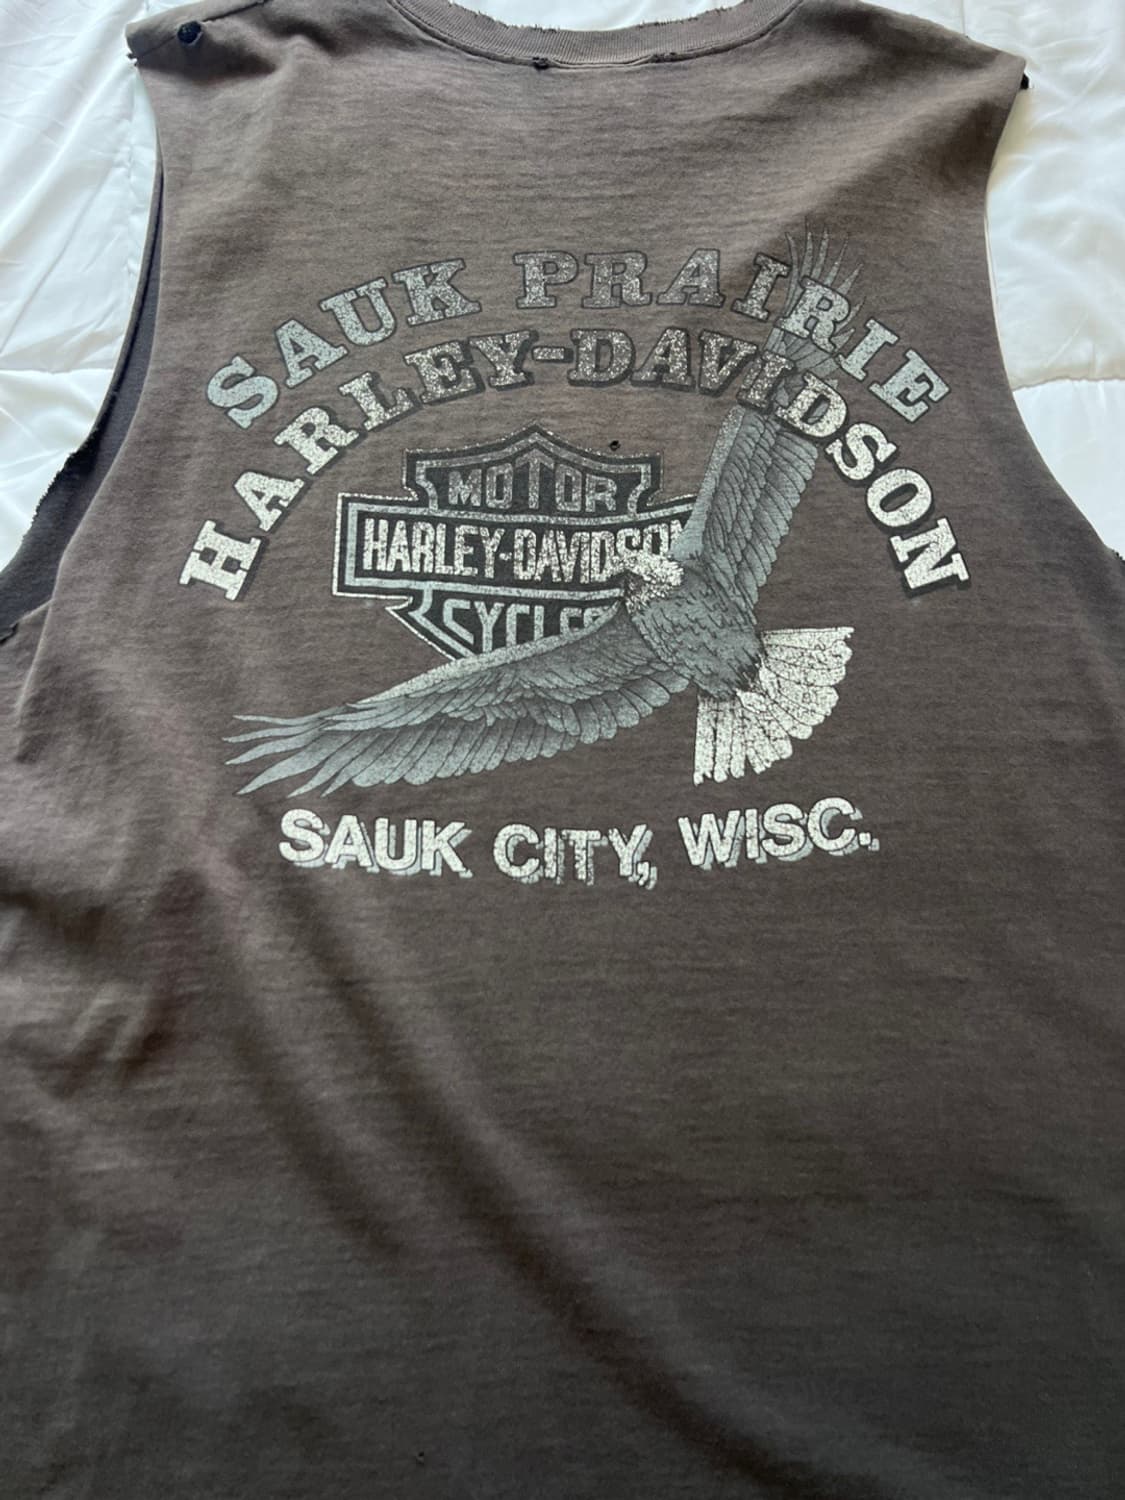 SAUK PRAIRIE
HARLEY-DAVIDSON
MOTOR
HARLEY-DAVIDSON
CYCLES
SAUK CITY, WISC.